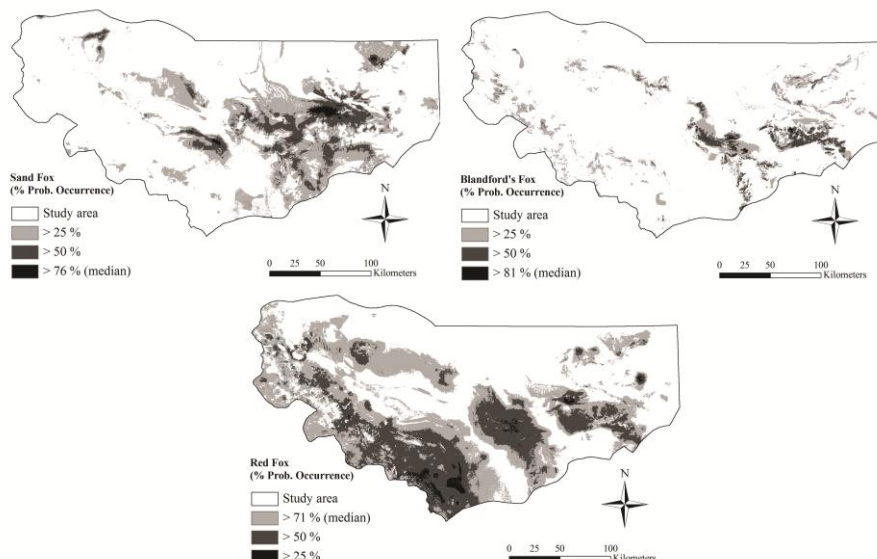 Sand Fox
(% Prob. Occurrence)
Study area
> 25 %
> 50 %
> 76 % (median)
N
0 25 50 100
Kilometers
Blandford's Fox
(% Prob. Occurrence)
Study area
> 25 %
> 50 %
> 81 % (median)
N
0 25 50 100
Kilometers
Red Fox
(% Prob. Occurrence)
Study area
> 71 % (median)
> 50 %
> 25 %
N
0 25 50 100
Kilometers